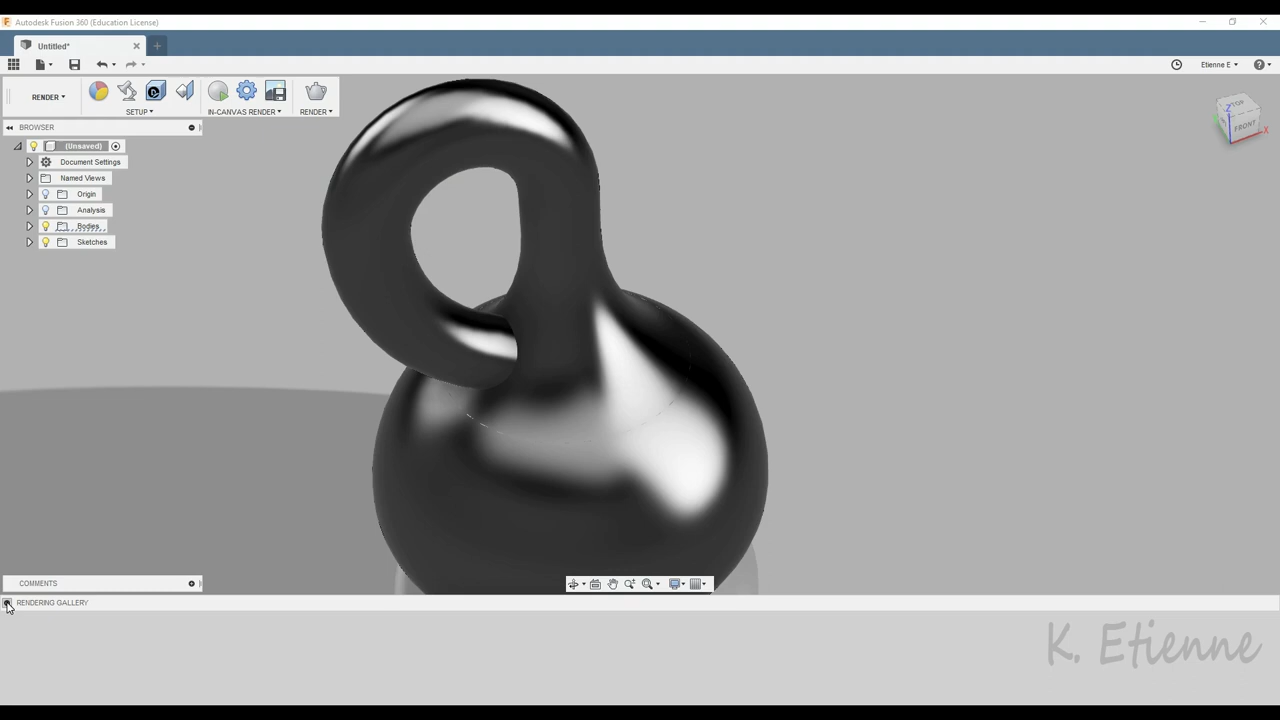 Autodesk Fusion 360 (Education License)
Untitled*
Etienne E
RENDER
SETUP
IN-CANVAS RENDER
RENDER
BROWSER
(Unsaved)
Document Settings
Named Views
Origin
Analysis
Bodies
Sketches
TOP
FRONT
Z
X
COMMENTS
RENDERING GALLERY
K. Etienne